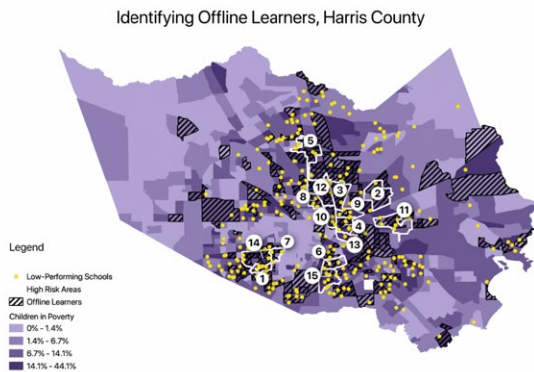 Identifying Offline Learners, Harris County
5
12
3
2
8
9
10
11
4
14
7
6
13
1
15
Legend
Low-Performing Schools
High Risk Areas
Offline Learners
Children in Poverty
0% - 1.4%
1.4% - 6.7%
6.7% - 14.1%
14.1% - 44.1%